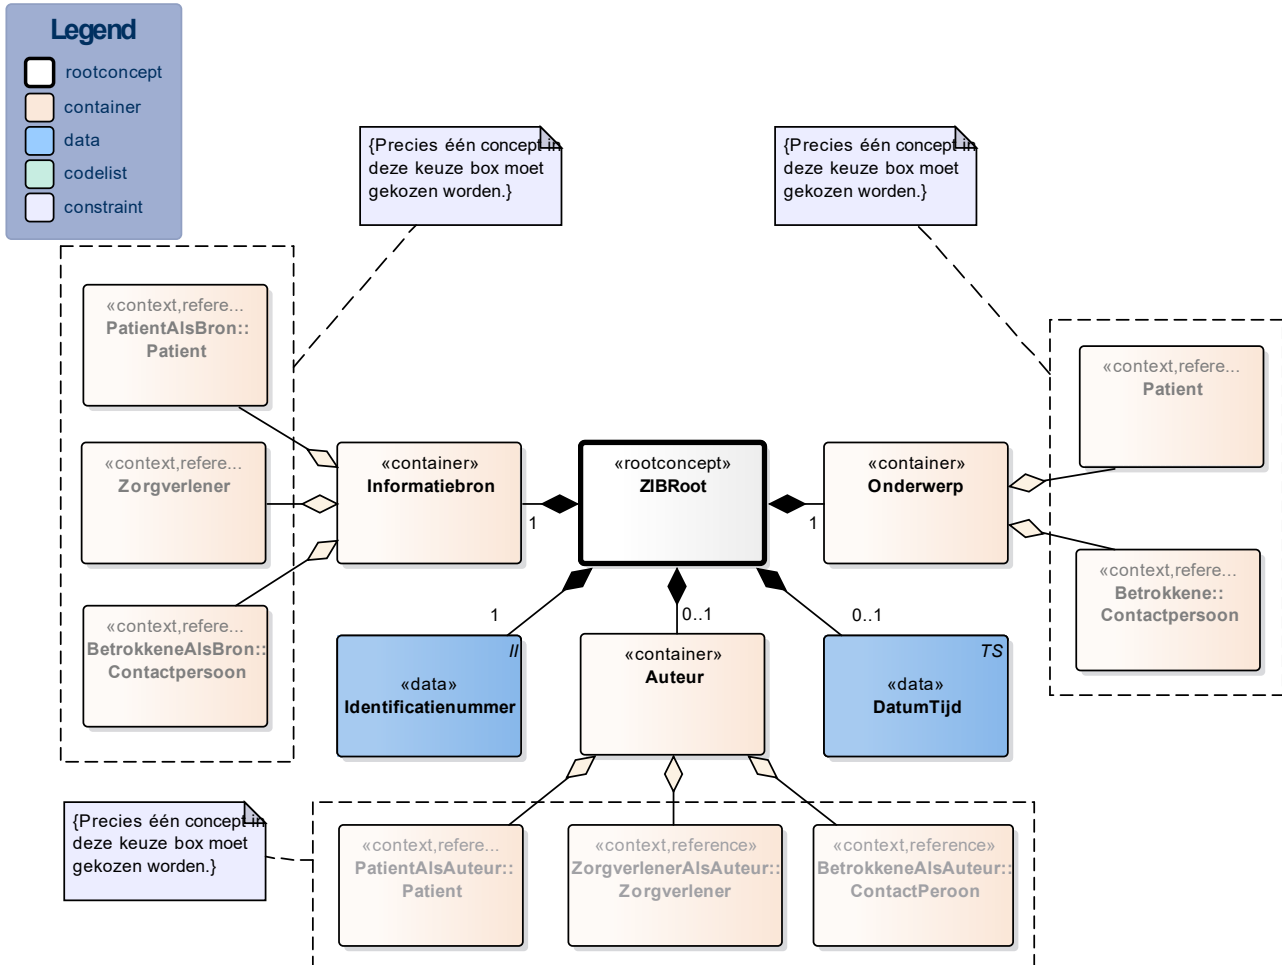 Legend
rootconcept
container
data
codelist
constraint
{Precies één concept in
deze keuze box moet
gekozen worden.}
{Precies één concept in
deze keuze box moet
gekozen worden.}
«context,refere...
PatientAlsBron::
Patient
«context,refere...
Zorgverlener
«context,refere...
BetrokkeneAlsBron::
Contactpersoon
«container»
Informatiebron
1
«rootconcept»
ZIBRoot
1
«container»
Onderwerp
«context,refere...
Patient
«context,refere...
Betrokkene::
Contactpersoon
1
0..1
0..1
II
«data»
Identificatienummer
«container»
Auteur
TS
«data»
DatumTijd
{Precies één concept in
deze keuze box moet
gekozen worden.}
«context,refere...
PatientAlsAuteur::
Patient
«context,reference»
ZorgverlenerAlsAuteur::
Zorgverlener
«context,reference»
BetrokkeneAlsAuteur::
ContactPeroon